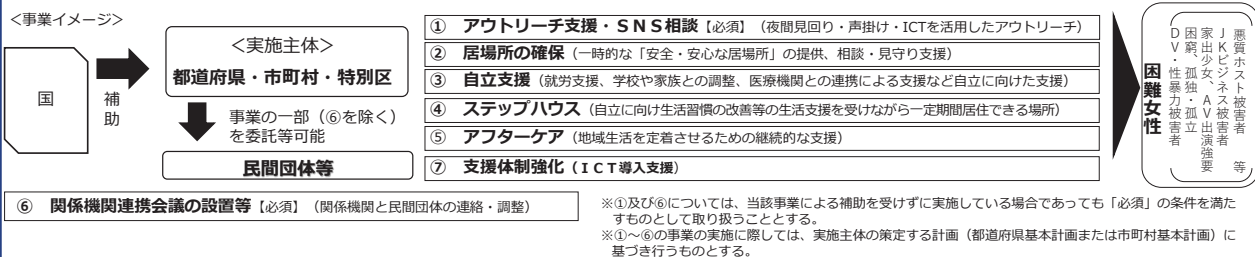 ＜事業イメージ＞
国
補助
＜実施主体＞
都道府県・市町村・特別区
事業の一部（⑥を除く）
を委託等可能
民間団体等
① アウトリーチ支援・ＳＮＳ相談【必須】（夜間見回り・声掛け・ICTを活用したアウトリーチ）
② 居場所の確保（一時的な「安全・安心な居場所」の提供、相談・見守り支援）
③ 自立支援（就労支援、学校や家族との調整、医療機関との連携による支援など自立に向けた支援）
④ ステップハウス（自立に向け生活習慣の改善等の生活支援を受けながら一定期間居住できる場所）
⑤ アフターケア（地域生活を定着させるための継続的な支援）
⑦ 支援体制強化（ＩＣＴ導入支援）
困難女性
悪質ホスト被害者　等
ＪＫビジネス被害者
家出少女、ＡＶ出演強要
困窮、孤独・孤立
ＤＶ・性暴力被害者
⑥ 関係機関連携会議の設置等【必須】（関係機関と民間団体の連絡・調整）
※①及び⑥については、当該事業による補助を受けずに実施している場合であっても「必須」の条件を満た
すものとして取り扱うこととする。
※①～⑥の事業の実施に際しては、実施主体の策定する計画（都道府県基本計画または市町村基本計画）に
基づき行うものとする。